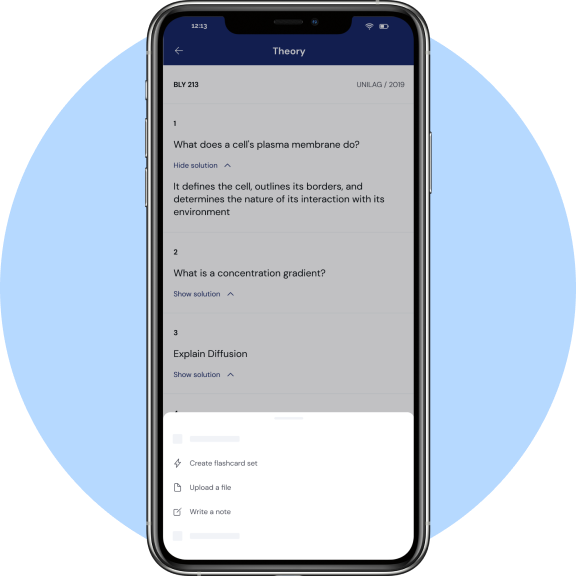 12:13
Theory
BLY 213
UNILAG / 2019
1
What does a cell's plasma membrane do?
Hide solution
It defines the cell, outlines its borders, and
determines the nature of its interaction with its
environment
2
What is a concentration gradient?
Show solution
3
Explain Diffusion
Show solution
Create flashcard set
Upload a file
Write a note